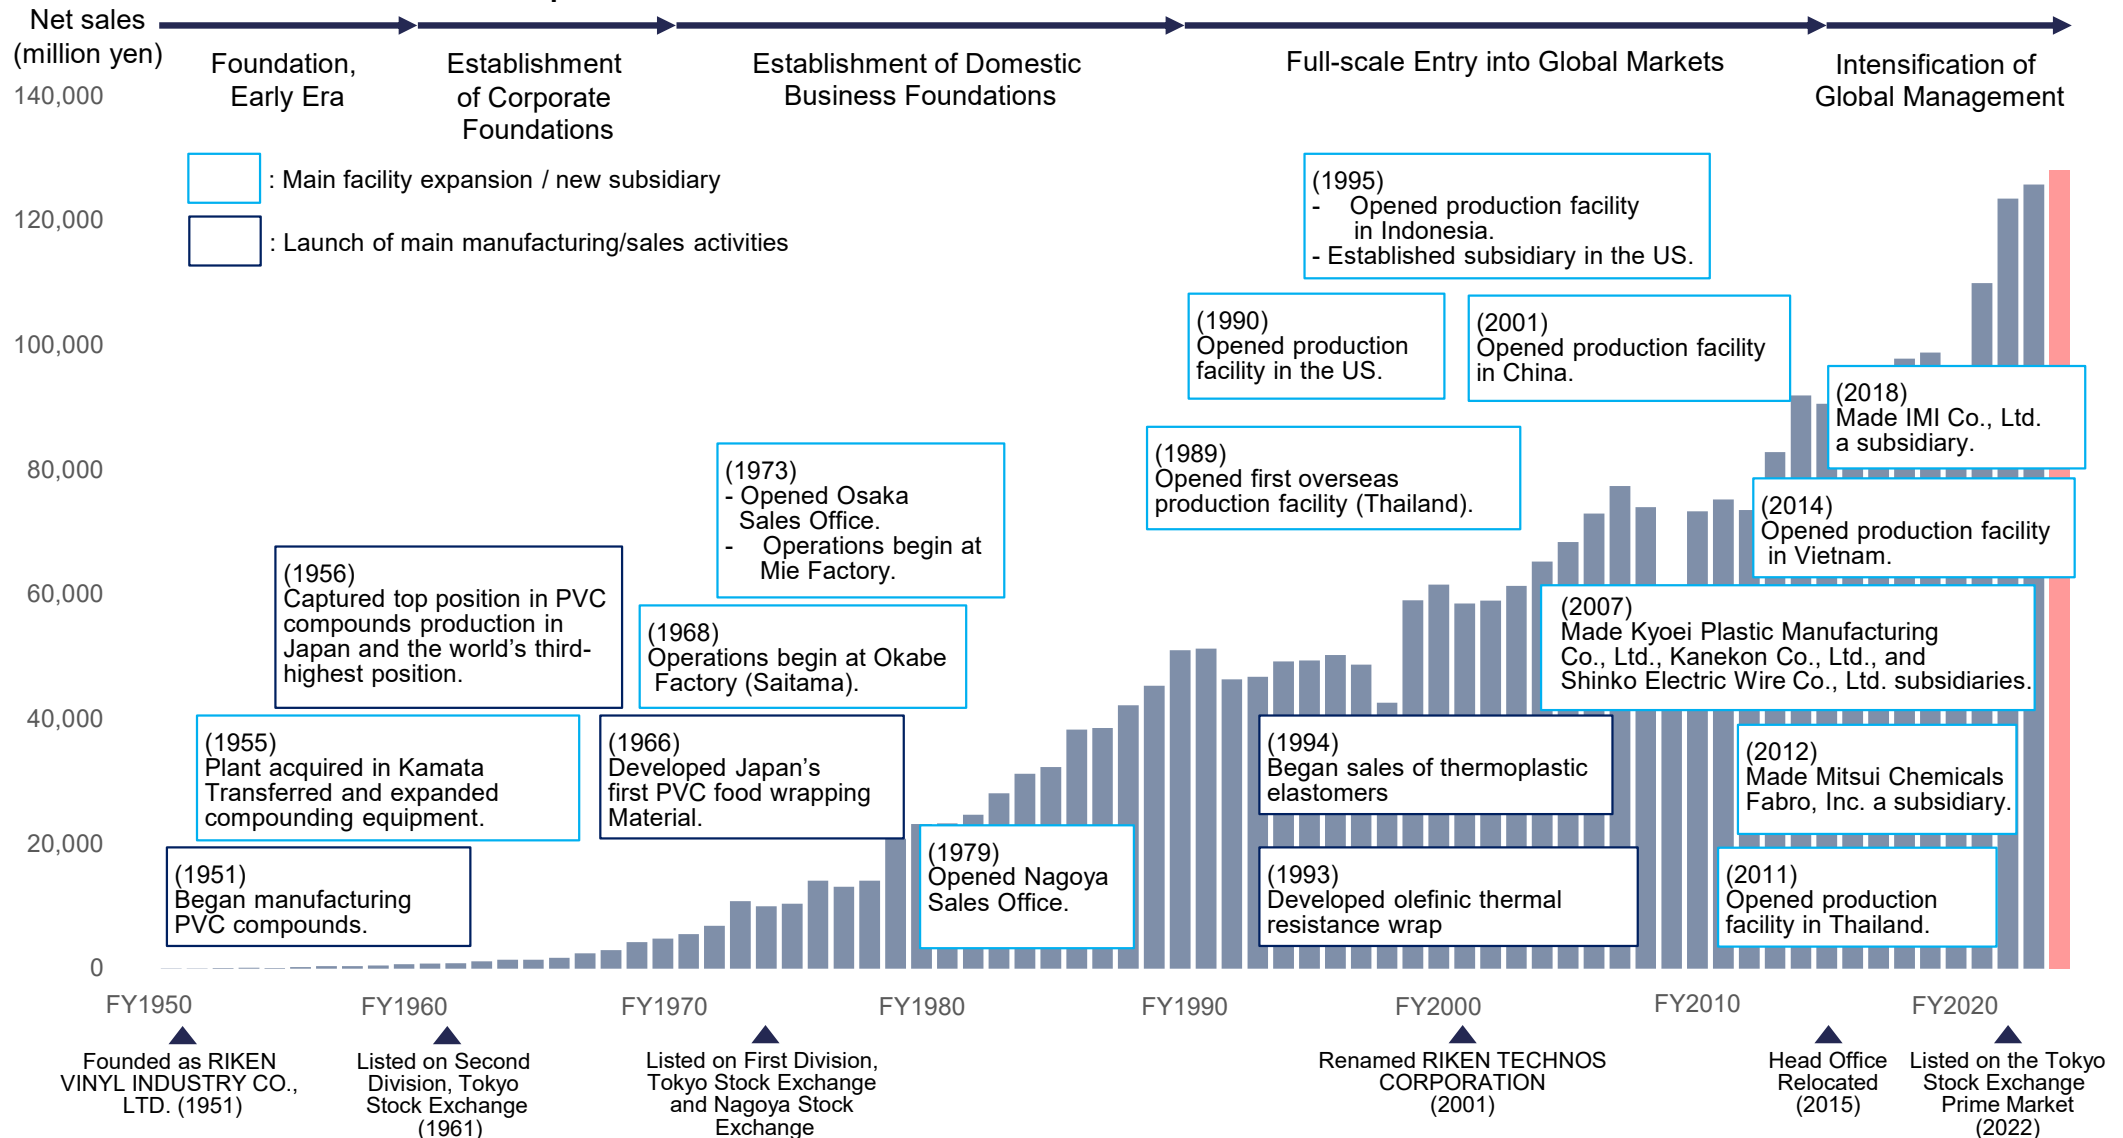 Net sales
(million yen)
Foundation,
Early Era
Establishment
of Corporate
Foundations
Establishment of Domestic
Business Foundations
Full-scale Entry into Global Markets
Intensification of
Global Management
140,000
120,000
100,000
80,000
60,000
40,000
20,000
0
: Main facility expansion / new subsidiary
: Launch of main manufacturing/sales activities
(1995)
- Opened production facility
in Indonesia.
- Established subsidiary in the US.
(1990)
Opened production
facility in the US.
(2001)
Opened production facility
in China.
(2018)
Made IMI Co., Ltd.
a subsidiary.
(1989)
Opened first overseas
production facility (Thailand).
(1973)
- Opened Osaka
Sales Office.
- Operations begin at
Mie Factory.
(2014)
Opened production facility
in Vietnam.
(1956)
Captured top position in PVC
compounds production in
Japan and the world’s third-
highest position.
(1968)
Operations begin at Okabe
Factory (Saitama).
(2007)
Made Kyoei Plastic Manufacturing
Co., Ltd., Kanekon Co., Ltd., and
Shinko Electric Wire Co., Ltd. subsidiaries.
(1955)
Plant acquired in Kamata
Transferred and expanded
compounding equipment.
(1966)
Developed Japan’s
first PVC food wrapping
Material.
(1994)
Began sales of thermoplastic
elastomers
(2012)
Made Mitsui Chemicals
Fabro, Inc. a subsidiary.
(1951)
Began manufacturing
PVC compounds.
(1979)
Opened Nagoya
Sales Office.
(1993)
Developed olefinic thermal
resistance wrap
(2011)
Opened production
facility in Thailand.
FY1950
FY1960
FY1970
FY1980
FY1990
FY2000
FY2010
FY2020
Founded as RIKEN
VINYL INDUSTRY CO.,
LTD. (1951)
Listed on Second
Division, Tokyo
Stock Exchange
(1961)
Listed on First Division,
Tokyo Stock Exchange
and Nagoya Stock
Exchange
Renamed RIKEN TECHNOS
CORPORATION
(2001)
Head Office
Relocated
(2015)
Listed on the Tokyo
Stock Exchange
Prime Market
(2022)